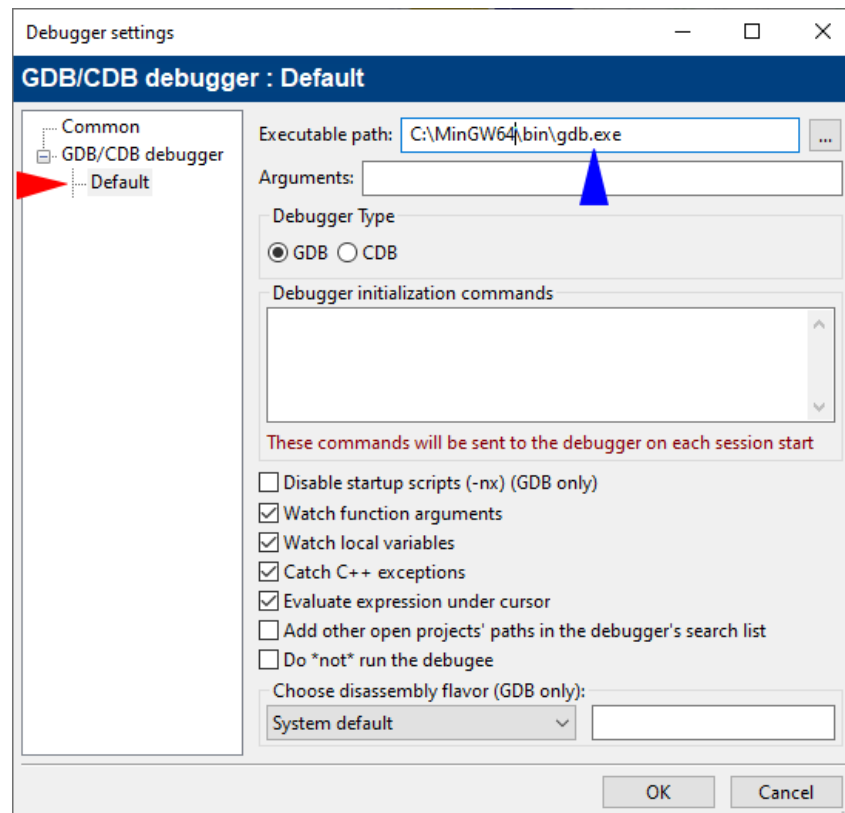 Debugger settings
GDB/CDB debugger : Default
Common
GDB/CDB debugger
Default
Executable path: C:\MinGW64\bin\gdb.exe ...
Arguments:
Debugger Type
GDB CDB
Debugger initialization commands
These commands will be sent to the debugger on each session start
Disable startup scripts (-nx) (GDB only)
Watch function arguments
Watch local variables
Catch C++ exceptions
Evaluate expression under cursor
Add other open projects' paths in the debugger's search list
Do *not* run the debugee
Choose disassembly flavor (GDB only):
System default
OK Cancel